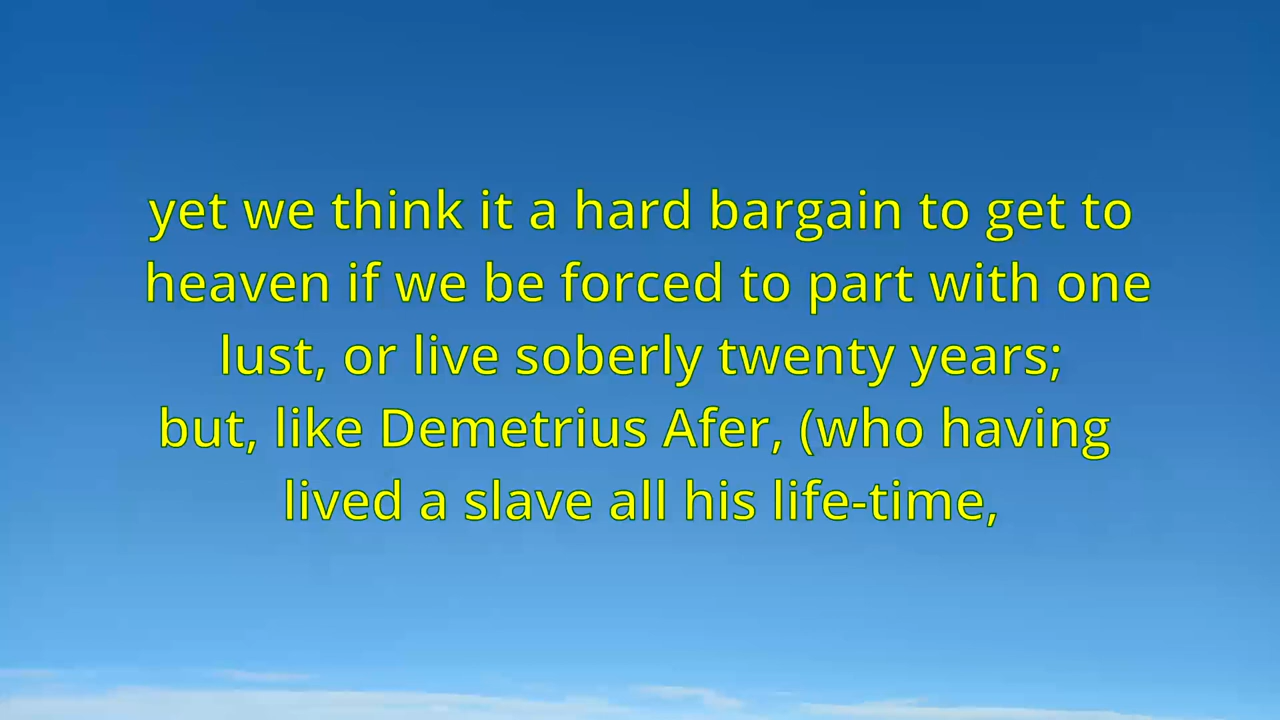 yet we think it a hard bargain to get to
heaven if we be forced to part with one
lust, or live soberly twenty years;
but, like Demetrius Afer, (who having
lived a slave all his life-time,